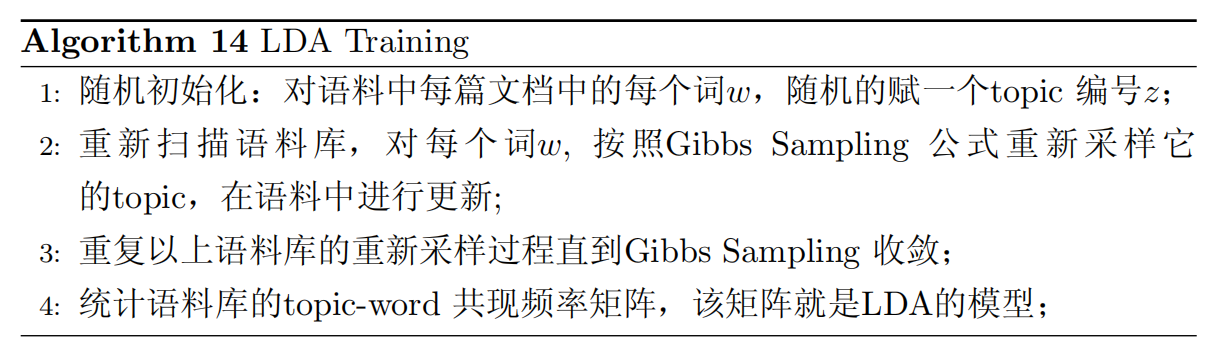 Algorithm 14 LDA Training
1: 随机初始化：对语料中每篇文档中的每个词w，随机的赋一个topic 编号z；
2: 重新扫描语料库，对每个词w, 按照Gibbs Sampling 公式重新采样它
的topic，在语料中进行更新;
3: 重复以上语料库的重新采样过程直到Gibbs Sampling 收敛；
4: 统计语料库的topic-word 共现频率矩阵，该矩阵就是LDA的模型；